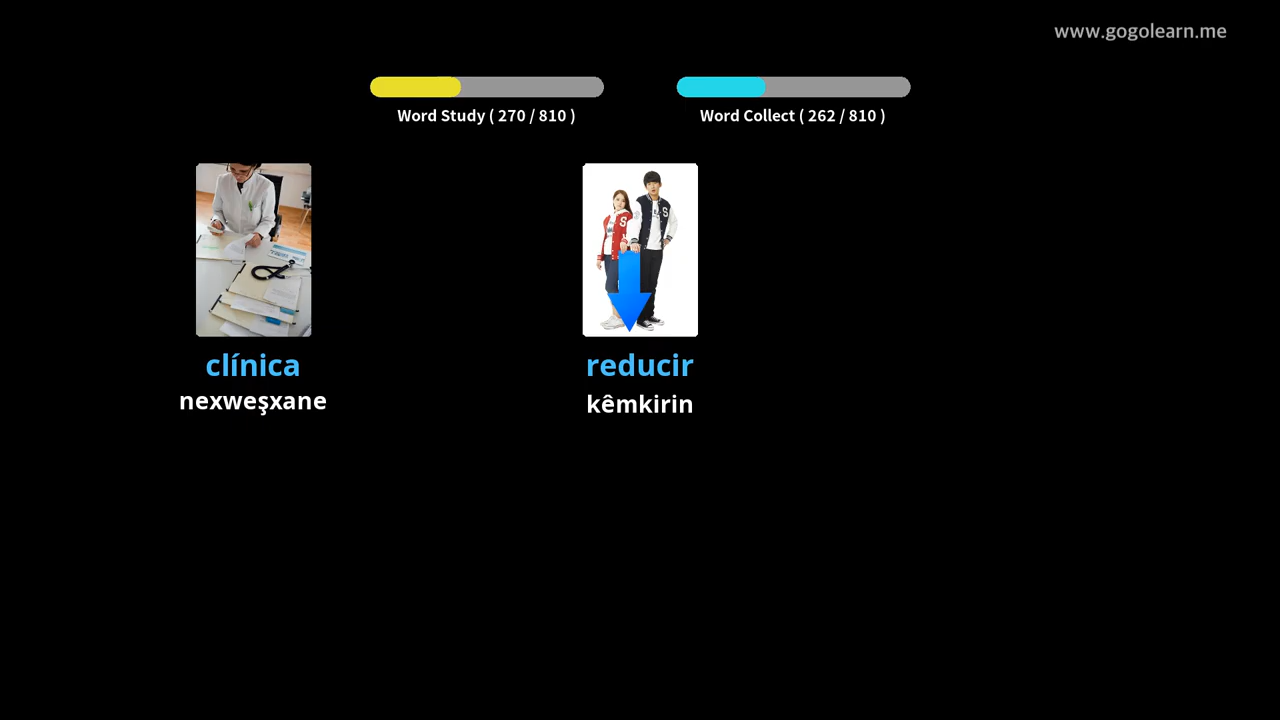 www.gogolearn.me
Word Study ( 270 / 810 )
Word Collect ( 262 / 810 )
clínica
nexweşxane
reducir
kêmkirin